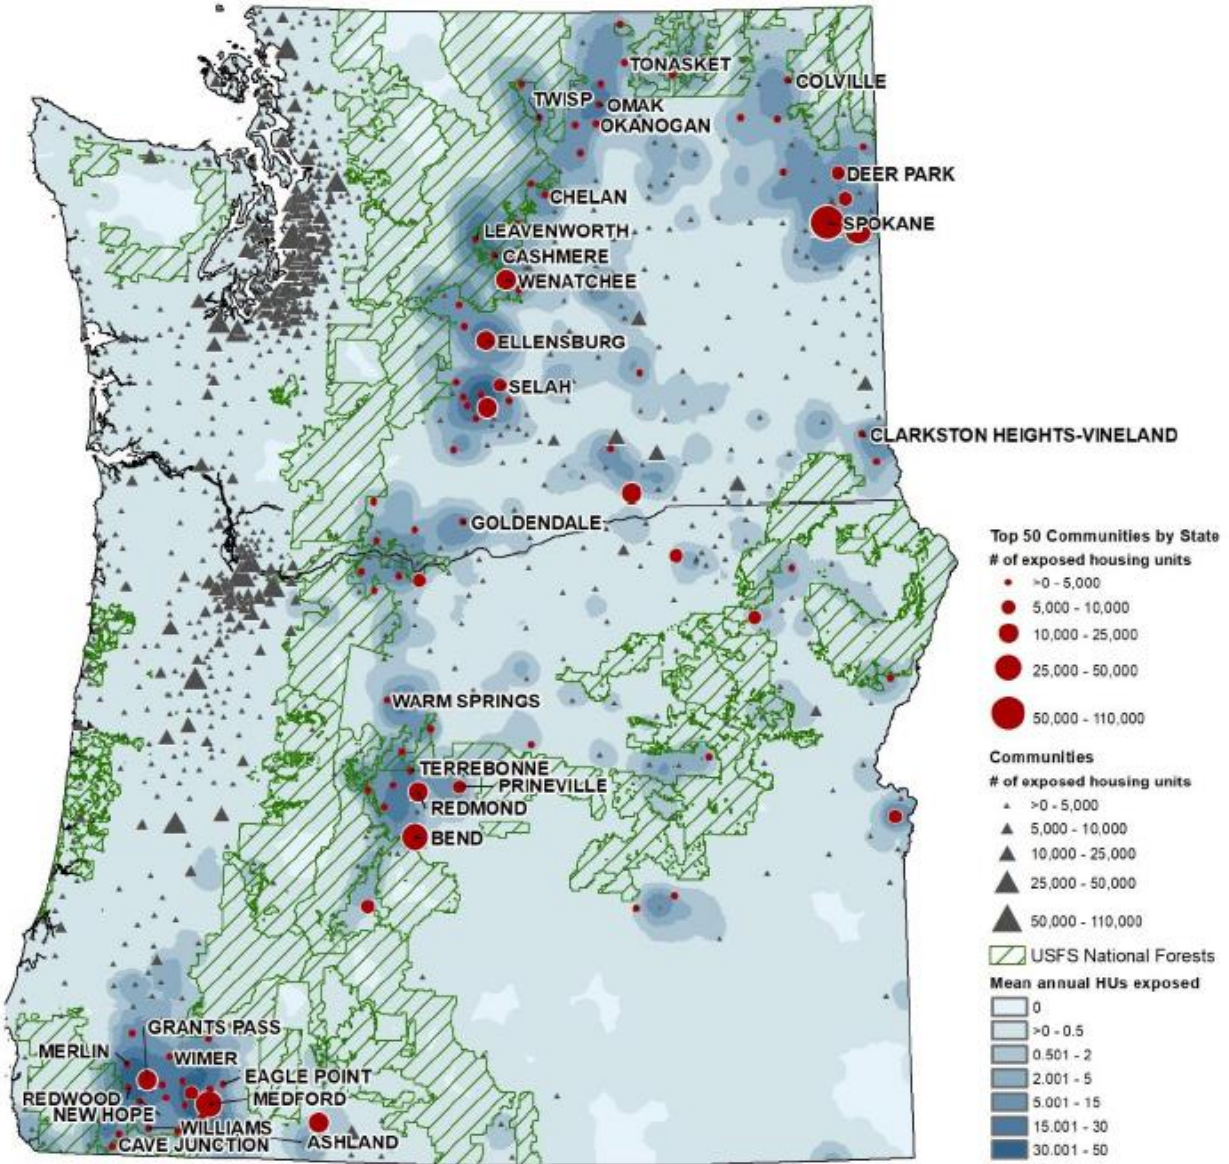 TONASKET
COLVILLE
TWISP
OMAK
OKANOGAN
DEER PARK
CHELAN
SPOKANE
LEAVENWORTH
CASHMERE
WENATCHEE
ELLENSBURG
SELAH
CLARKSTON HEIGHTS-VINELAND
GOLDENDALE
WARM SPRINGS
TERREBONNE
PRINEVILLE
REDMOND
BEND
GRANTS PASS
MERLIN
WIMER
EAGLE POINT
REDWOOD
MEDFORD
NEW HOPE
WILLIAMS
CAVE JUNCTION
ASHLAND
Top 50 Communities by State
# of exposed housing units
>0 - 5,000
5,000 - 10,000
10,000 - 25,000
25,000 - 50,000
50,000 - 110,000
Communities
# of exposed housing units
>0 - 5,000
5,000 - 10,000
10,000 - 25,000
25,000 - 50,000
50,000 - 110,000
USFS National Forests
Mean annual HUs exposed
0
>0 - 0.5
0.501 - 2
2.001 - 5
5.001 - 15
15.001 - 30
30.001 - 50